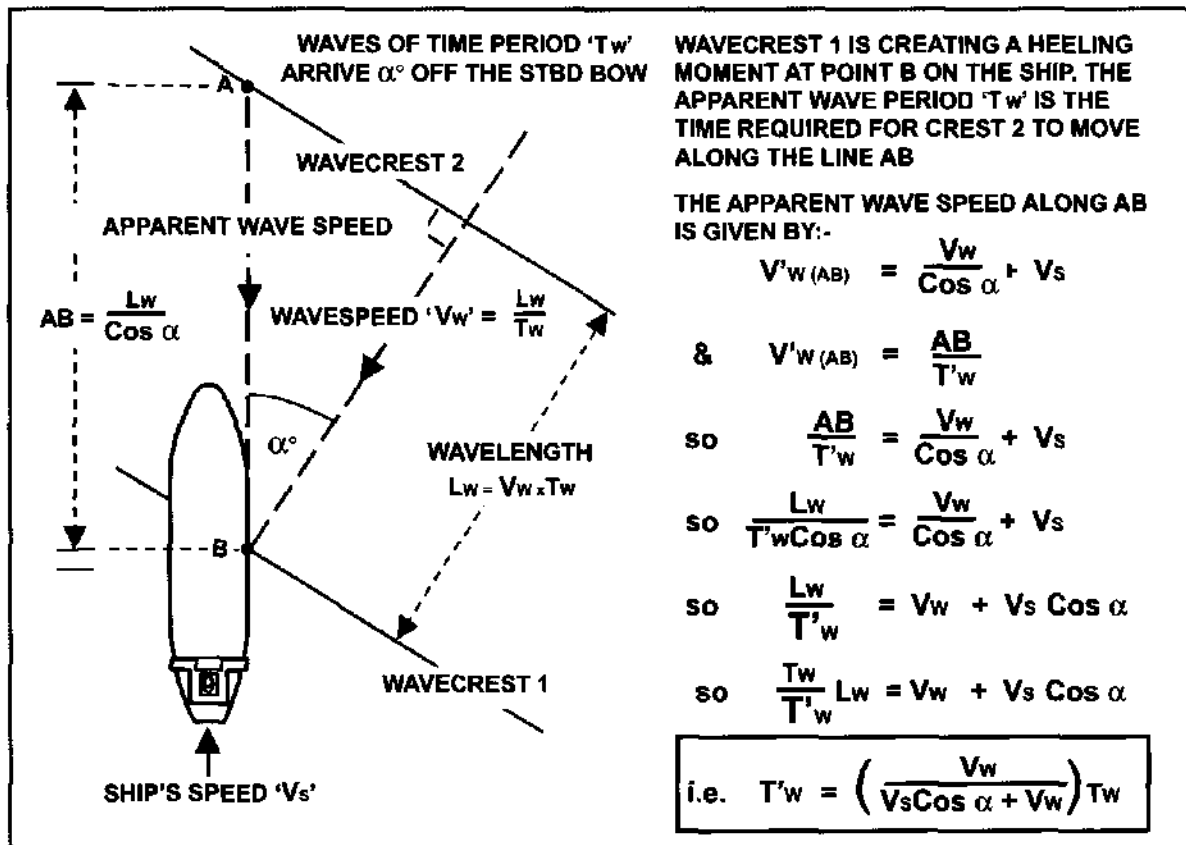 WAVES OF TIME PERIOD 'Tw'
ARRIVE α° OFF THE STBD BOW
A
WAVECREST 2
APPARENT WAVE SPEED
AB = Lw / Cos α
WAVESPEED 'Vw' = Lw / Tw
α°
WAVELENGTH
Lw = Vw x Tw
B
WAVECREST 1
SHIP'S SPEED 'Vs'
WAVECREST 1 IS CREATING A HEELING
MOMENT AT POINT B ON THE SHIP. THE
APPARENT WAVE PERIOD 'Tw' IS THE
TIME REQUIRED FOR CREST 2 TO MOVE
ALONG THE LINE AB
THE APPARENT WAVE SPEED ALONG AB
IS GIVEN BY:-
V'w (AB) = Vw / Cos α + Vs
& V'w (AB) = AB / T'w
so AB / T'w = Vw / Cos α + Vs
so Lw / T'wCos α = Vw / Cos α + Vs
so Lw / T'w = Vw + Vs Cos α
so Tw / T'w Lw = Vw + Vs Cos α
i.e. T'w = ( Vw / VsCos α + Vw ) Tw